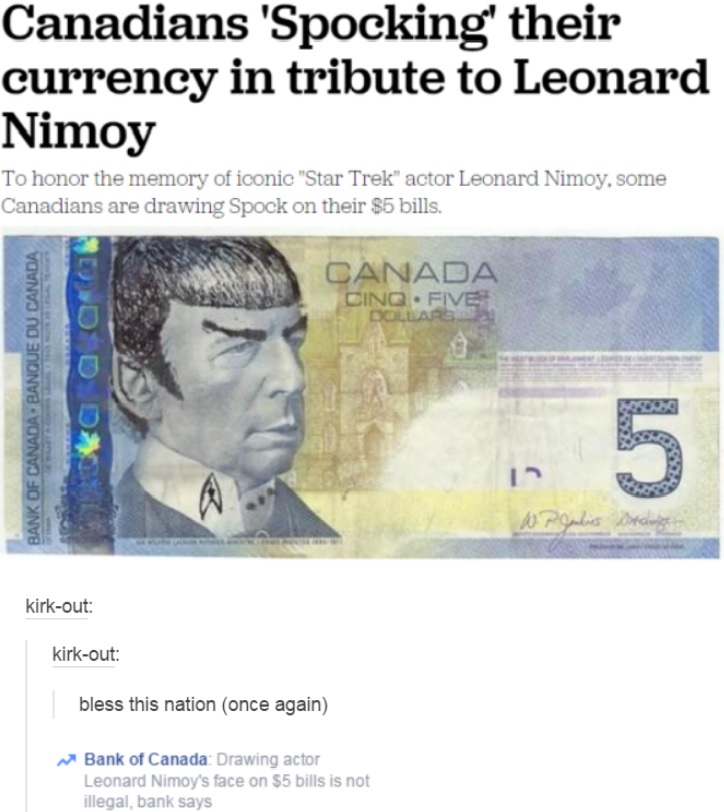 Canadians 'Spocking' their
currency in tribute to Leonard
Nimoy
To honor the memory of iconic "Star Trek" actor Leonard Nimoy, some
Canadians are drawing Spock on their $5 bills.
BANK OF CANADA • BANQUE DU CANADA
CANADA
CINQ • FIVE
DOLLARS
5
kirk-out:
kirk-out:
bless this nation (once again)
Bank of Canada: Drawing actor
Leonard Nimoy's face on $5 bills is not
illegal, bank says